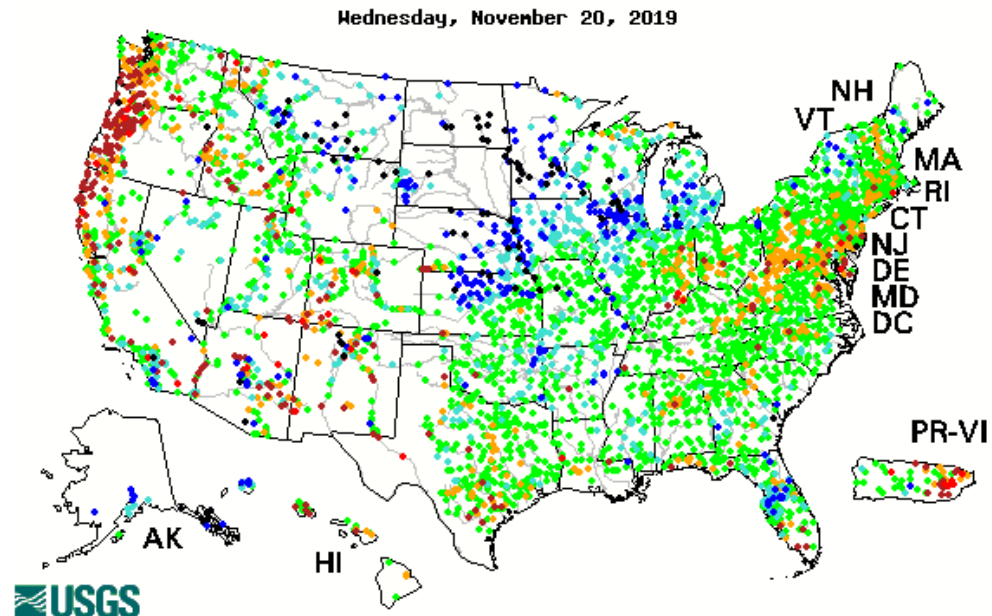 Wednesday, November 20, 2019
NH
VT
MA
RI
CT
NJ
DE
MD
DC
PR-VI
AK
HI
USGS